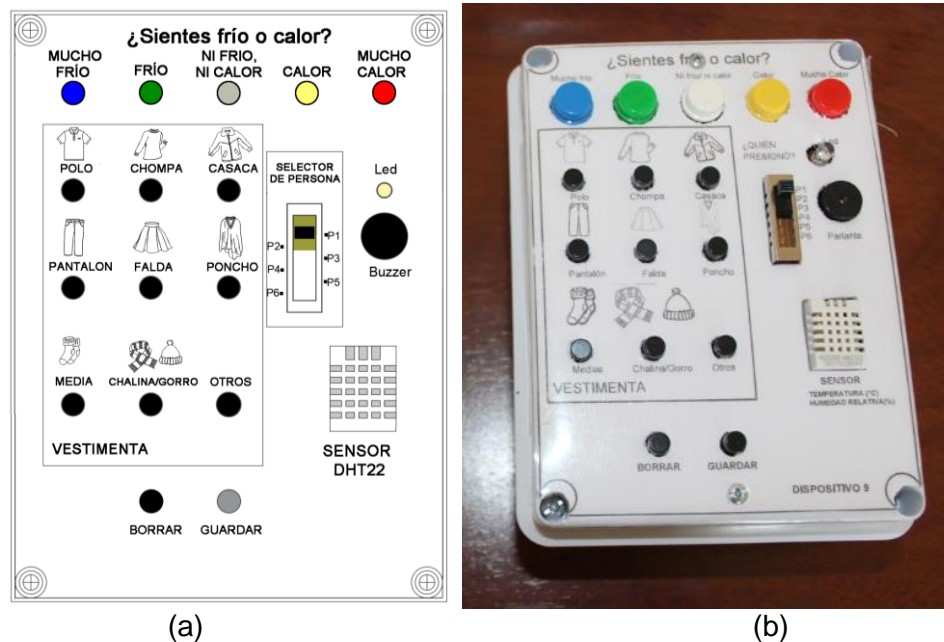 ¿Sientes frío o calor?
MUCHO FRÍO
FRÍO
NI FRIO, NI CALOR
CALOR
MUCHO CALOR
POLO
CHOMPA
CASACA
SELECTOR DE PERSONA
Led
PANTALON
FALDA
PONCHO
P2
P4
P6
P1
P3
P5
Buzzer
MEDIA
CHALINA/GORRO
OTROS
VESTIMENTA
SENSOR DHT22
BORRAR
GUARDAR
(a)
¿Sientes frío o calor?
Mucho frío
Frío
Ni frio/ ni calor
Calor
Mucho Calor
¿QUIÉN PRESIONÓ?
Led
Polo
Chompa
Casaca
P1
P2
P3
P4
P5
P6
Parlante
Pantalón
Falda
Poncho
Medias
Chalina/Gorro
Otros
VESTIMENTA
SENSOR
TEMPERATURA (°C)
HUMEDAD RELATIVA(%)
BORRAR
GUARDAR
DISPOSITIVO 9
(b)